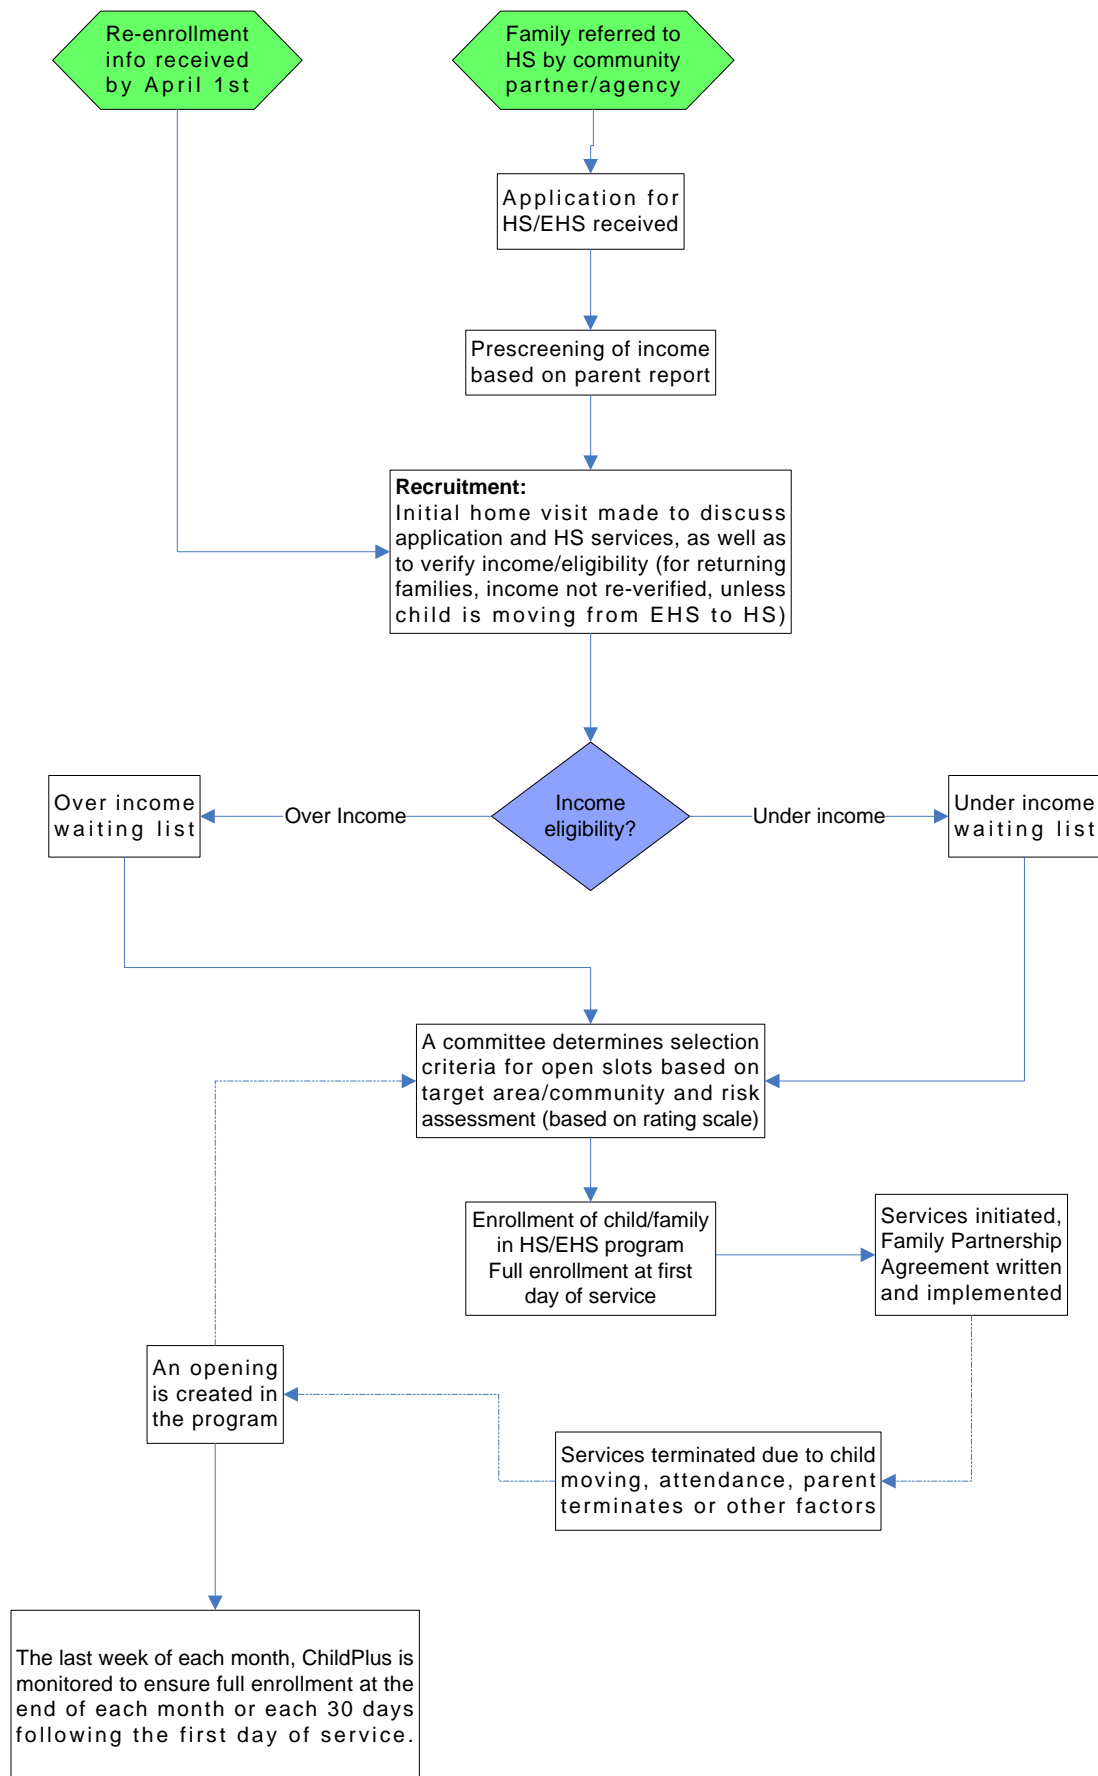 Re-enrollment
info received
by April 1st
Family referred to
HS by community
partner/agency
Application for
HS/EHS received
Prescreening of income
based on parent report
Recruitment:
Initial home visit made to discuss
application and HS services, as well as
to verify income/eligibility (for returning
families, income not re-verified, unless
child is moving from EHS to HS)
Over income
waiting list
Over Income
Income
eligibility?
Under income
Under income
waiting list
A committee determines selection
criteria for open slots based on
target area/community and risk
assessment (based on rating scale)
Enrollment of child/family
in HS/EHS program
Full enrollment at first
day of service
Services initiated,
Family Partnership
Agreement written
and implemented
An opening
is created in
the program
Services terminated due to child
moving, attendance, parent
terminates or other factors
The last week of each month, ChildPlus is
monitored to ensure full enrollment at the
end of each month or each 30 days
following the first day of service.